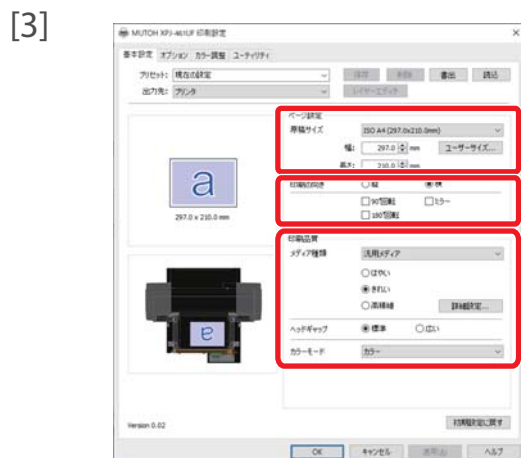 [3]
MUTOH XPJ-461UF 印刷設定
基本設定 オプション カラー調整 ユーティリティ
プリセット: 現在の設定 保存 削除 書出 読込
出力先: プリンタ レイヤーエディタ
ページ設定
原稿サイズ ISO A4 (297.0x210.0mm)
幅: 297.0 mm ユーザーサイズ...
高さ: 210.0 mm
印刷の向き 縦 横
90°回転 ミラー
180°回転
a
297.0 x 210.0 mm
印刷品質
メディア種類 汎用メディア
はやい
きれい
高精細 詳細設定...
ヘッドギャップ 標準 広い
カラーモード カラー
a
Version 0.02
初期設定に戻す
OK キャンセル 適用(A) ヘルプ